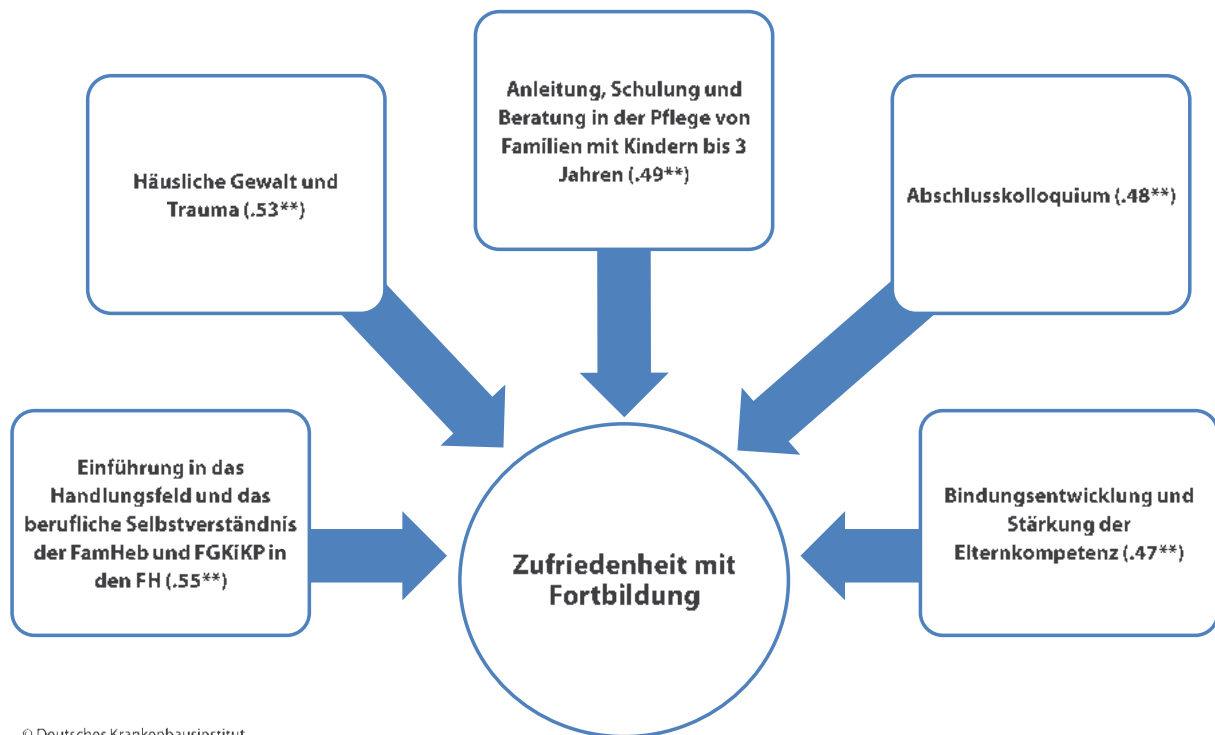 Anleitung, Schulung und
Beratung in der Pflege von
Familien mit Kindern bis 3
Jahren (.49**)
Häusliche Gewalt und
Trauma (.53**)
Abschlusskolloquium (.48**)
Einführung in das
Handlungsfeld und das
berufliche Selbstverständnis
der FamHeb und FGKiKP in
den FH (.55**)
Bindungsentwicklung und
Stärkung der
Elternkompetenz (.47**)
Zufriedenheit mit
Fortbildung
© Deutsches Krankenhausinstitut